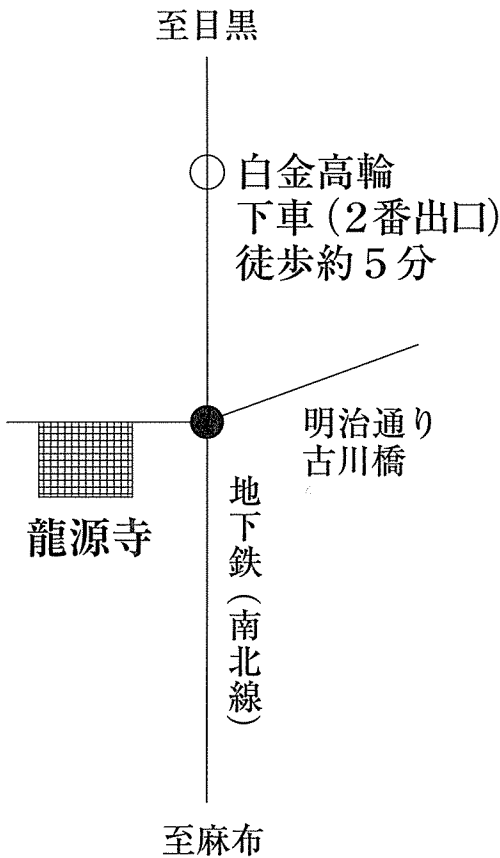 至目黒
白金高輪
下車（２番出口）
徒歩約５分
明治通り
古川橋
龍源寺
地下鉄（南北線）
至麻布